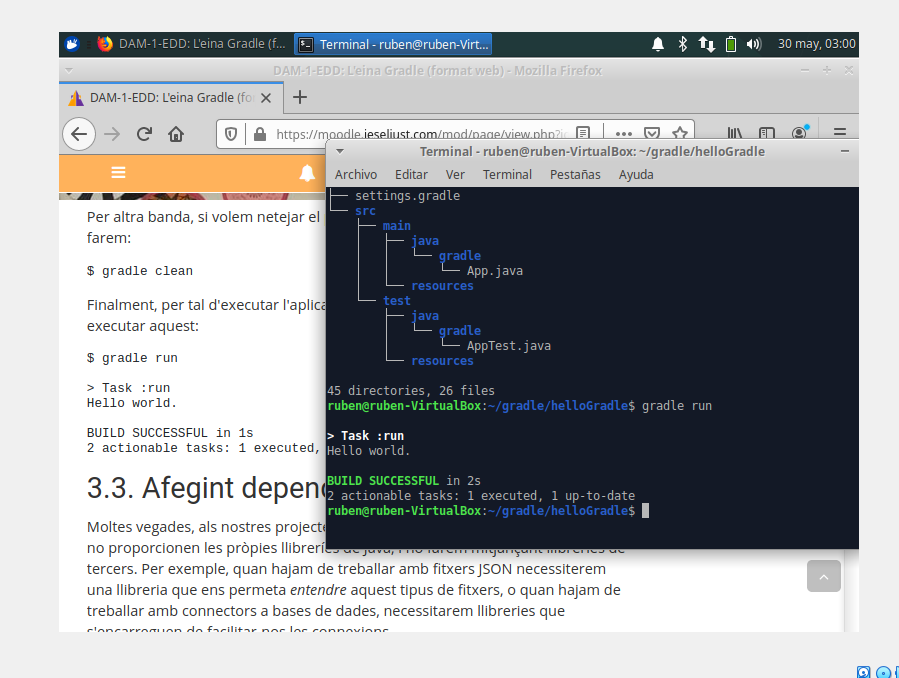 DAM-1-EDD: L'eina Gradle (f...
Terminal - ruben@ruben-Virt...
30 may, 03:00
DAM-1-EDD: L'eina Gradle (format web) - Mozilla Firefox
DAM-1-EDD: L'eina Gradle (fo
https://moodle.ieseljust.com/mod/page/view.php?i
Per altra banda, si volem netejar el
farem:
$ gradle clean
Finalment, per tal d'executar l'aplica
executar aquest:
$ gradle run
> Task :run
Hello world.
BUILD SUCCESSFUL in 1s
2 actionable tasks: 1 executed,
3.3. Afegint depen
Moltes vegades, als nostres projecte
no proporcionen les pròpies llibreríes de Java, i ho farem mitjançant llibreries de
tercers. Per exemple, quan hajam de treballar amb fitxers JSON necessiterem
una llibreria que ens permeta entendre aquest tipus de fitxers, o quan hajam de
treballar amb connectors a bases de dades, necessitarem llibreries que
s'encarreguen de facilitar-nos les connexions
Terminal - ruben@ruben-VirtualBox: ~/gradle/helloGradle
Archivo Editar Ver Terminal Pestañas Ayuda
├── settings.gradle
└── src
    ├── main
    │   ├── java
    │   │   └── gradle
    │   │       └── App.java
    │   └── resources
    └── test
        ├── java
        │   └── gradle
        │       └── AppTest.java
        └── resources
45 directories, 26 files
ruben@ruben-VirtualBox:~/gradle/helloGradle$ gradle run
> Task :run
Hello world.
BUILD SUCCESSFUL in 2s
2 actionable tasks: 1 executed, 1 up-to-date
ruben@ruben-VirtualBox:~/gradle/helloGradle$